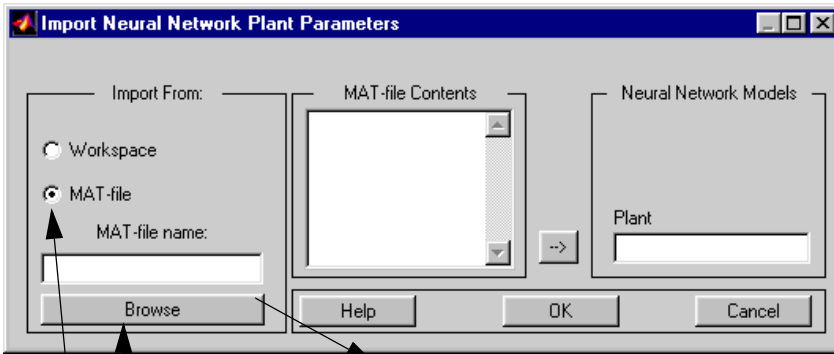 Import Neural Network Plant Parameters
Import From:
MAT-file Contents
Neural Network Models
Workspace
MAT-file
MAT-file name:
Plant
-->
Browse
Help
OK
Cancel